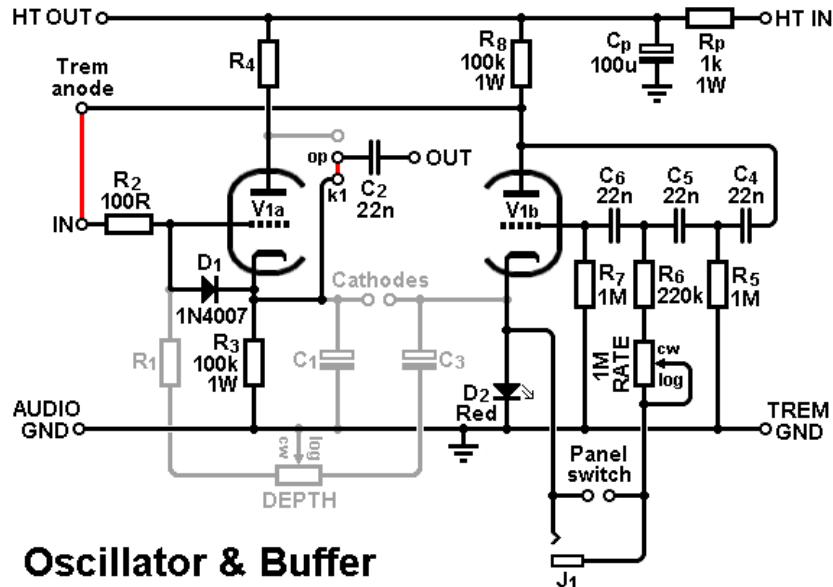 HT OUT
HT IN
R4
R8
100k
1W
Cp
100u
Rp
1k
1W
Trem
anode
op
OUT
k1
C2
22n
R2
100R
IN
V1a
V1b
C6
22n
C5
22n
C4
22n
D1
1N4007
Cathodes
R7
1M
R6
220k
R5
1M
R1
R3
100k
1W
C1
C3
D2
Red
1M
RATE
cw
log
AUDIO
GND
TREM
GND
log
cw
DEPTH
Panel
switch
J1
Oscillator & Buffer